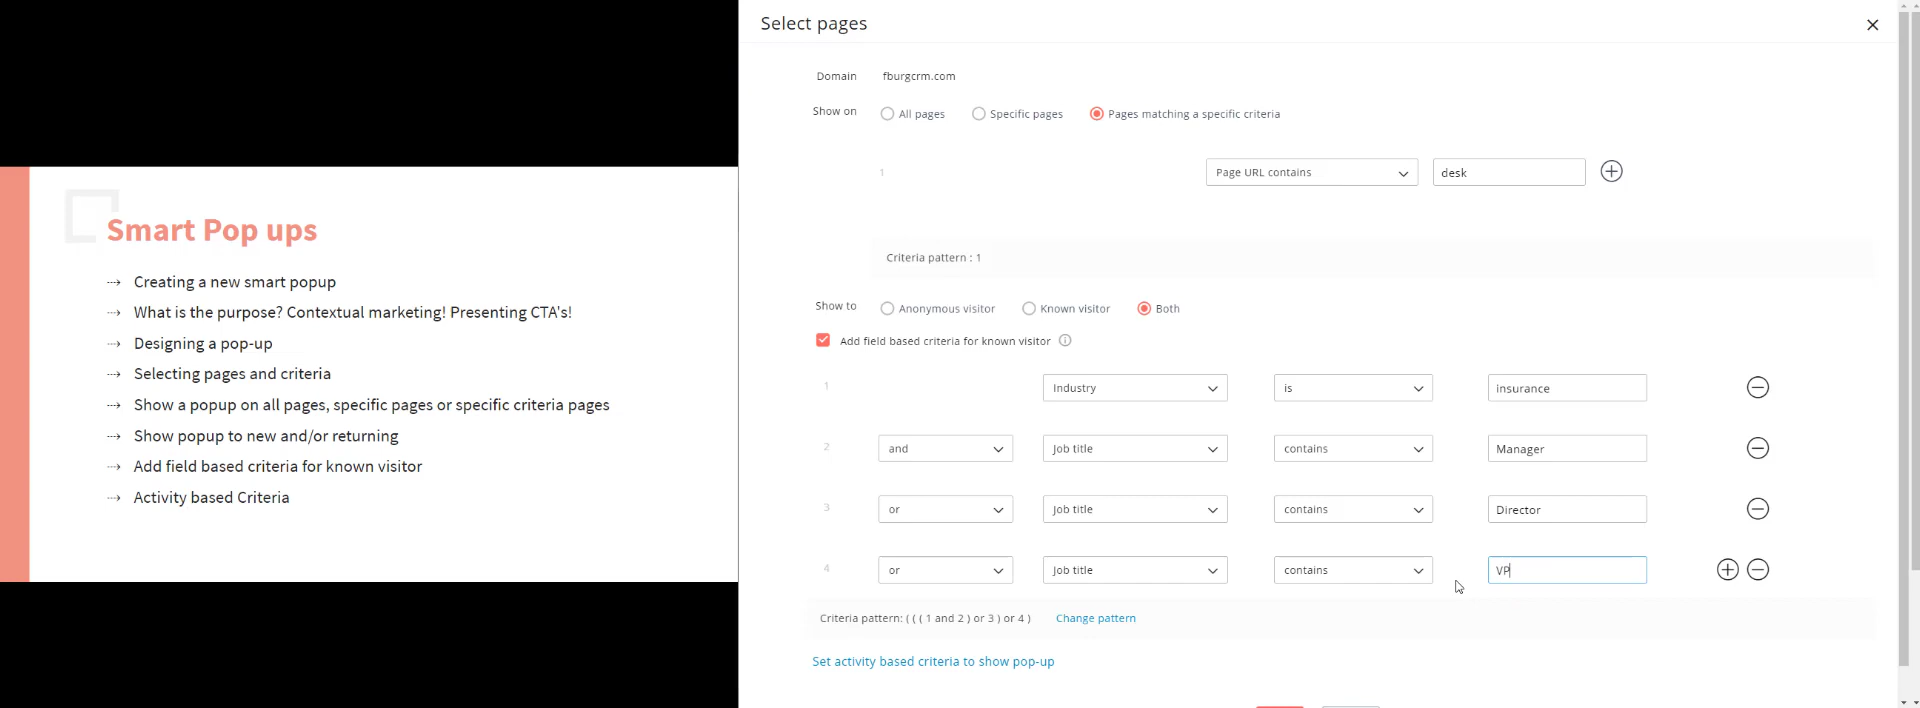 Smart Pop ups
Creating a new smart popup
What is the purpose? Contextual marketing! Presenting CTA's!
Designing a pop-up
Selecting pages and criteria
Show a popup on all pages, specific pages or specific criteria pages
Show popup to new and/or returning
Add field based criteria for known visitor
Activity based Criteria
Select pages
Domain fburgcrm.com
Show on All pages Specific pages Pages matching a specific criteria
1 Page URL contains desk
Criteria pattern : 1
Show to Anonymous visitor Known visitor Both
Add field based criteria for known visitor
1 Industry is insurance
2 and Job title contains Manager
3 or Job title contains Director
4 or Job title contains VP
Criteria pattern: ( ( ( 1 and 2 ) or 3 ) or 4 ) Change pattern
Set activity based criteria to show pop-up